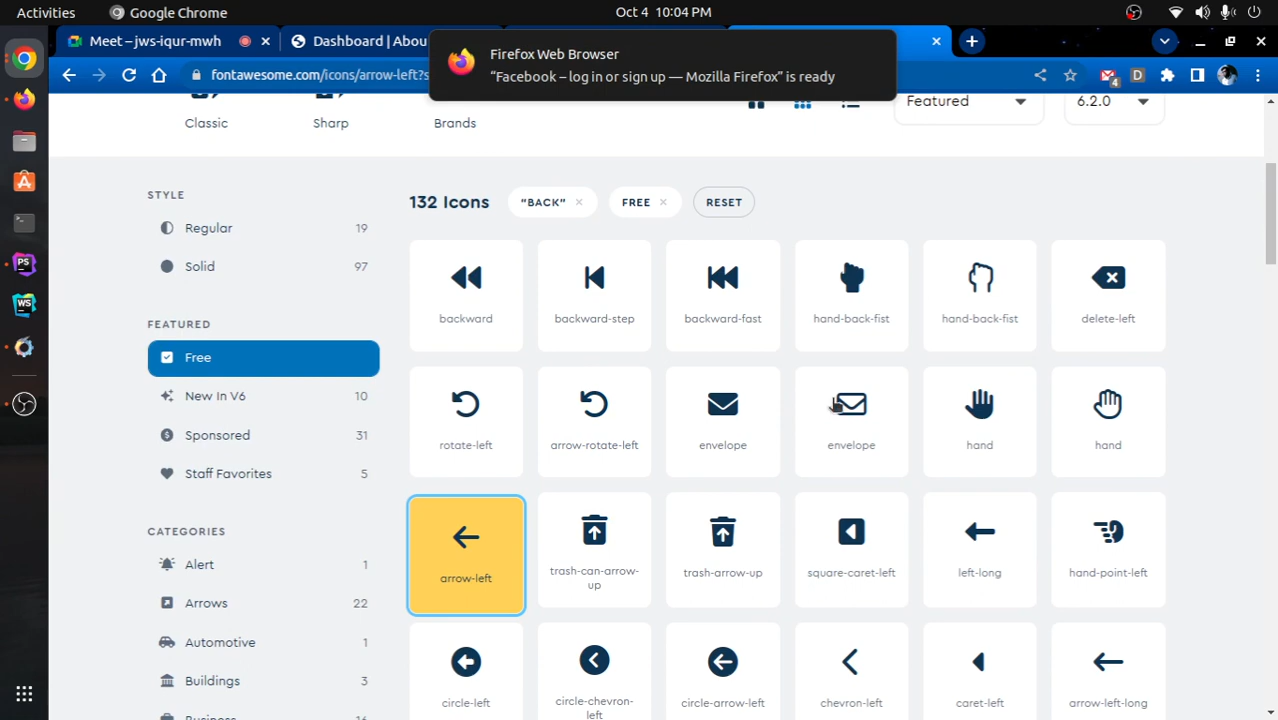 Activities
Google Chrome
Oct 4 10:04 PM
Meet – jws-iqur-mwh
Dashboard | Abou
Firefox Web Browser
“Facebook – log in or sign up — Mozilla Firefox” is ready
fontawesome.com/icons/arrow-left?s
4
D
PS
WS
Classic
Sharp
Brands
Featured
6.2.0
STYLE
Regular 19
Solid 97
FEATURED
Free
New In V6 10
Sponsored 31
Staff Favorites 5
CATEGORIES
Alert 1
Arrows 22
Automotive 1
Buildings 3
132 Icons
“BACK”
FREE
RESET
backward
backward-step
backward-fast
hand-back-fist
hand-back-fist
delete-left
rotate-left
arrow-rotate-left
envelope
envelope
hand
hand
arrow-left
trash-can-arrow-
up
trash-arrow-up
square-caret-left
left-long
hand-point-left
circle-left
circle-chevron-
left
circle-arrow-left
chevron-left
caret-left
arrow-left-long